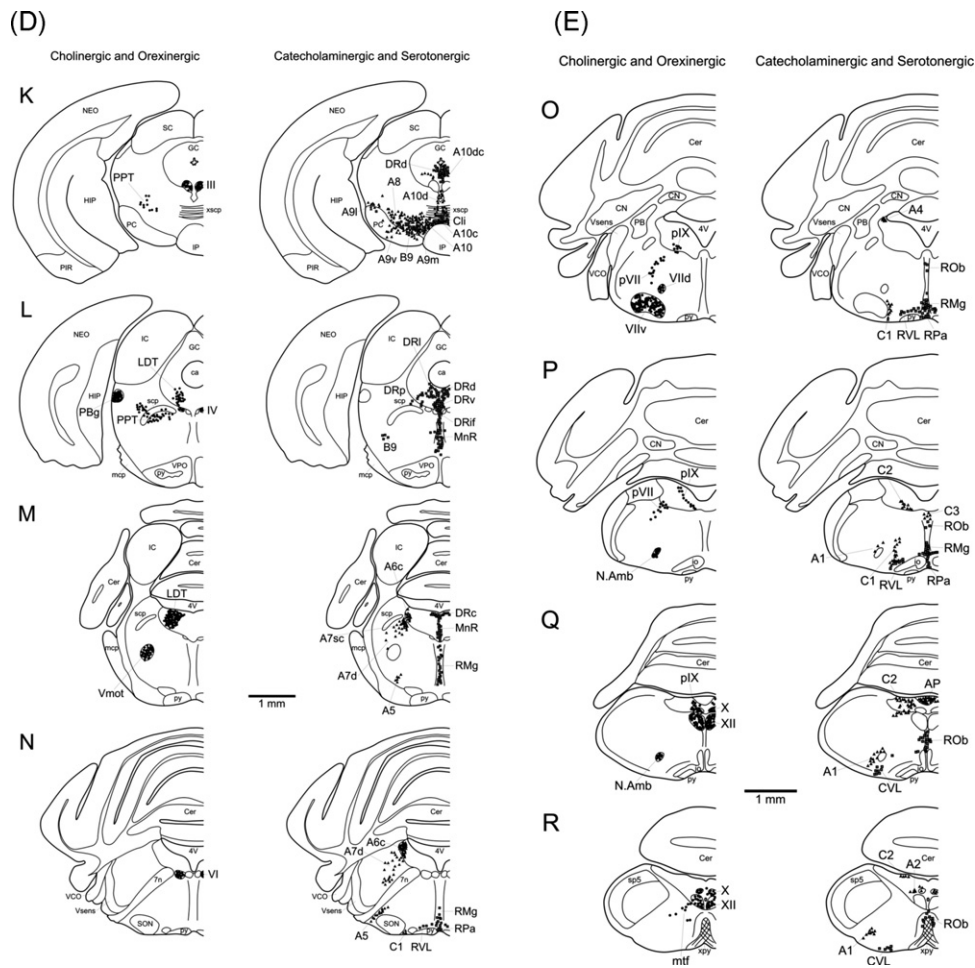 (D)
Cholinergic and Orexinergic
Catecholaminergic and Serotonergic
K
NEO
SC
GC
PPT
III
HIP
xscp
PC
IP
PIR
NEO
SC
GC
A10dc
DRd
A8
A10d
HIP
xscp
A9l
PC
Cli
A10c
IP
A10
PIR
A9v B9 A9m
L
NEO
IC
GC
LDT
ca
HIP
scp
PBg
PPT
IV
VPO
py
mcp
NEO
IC
GC
DRl
ca
DRd
HIP
DRp
scp
DRv
DRif
MnR
B9
VPO
py
mcp
M
IC
Cer
LDT
4V
scp
mcp
Vmot
py
IC
A6c
Cer
4V
DRc
scp
MnR
A7sc
mcp
RMg
A7d
A5
py
1 mm
N
Cer
4V
7n
VI
VCO
Vsens
SON
py
Cer
A6c
4V
A7d
7n
VCO
Vsens
RMg
SON
RPa
A5
py
C1 RVL
(E)
Cholinergic and Orexinergic
Catecholaminergic and Serotonergic
O
Cer
CN
CN
Vsens
PB
4V
pIX
VCO
pVII
VIId
py
VIIv
Cer
CN
CN
A4
Vsens
PB
4V
VCO
ROb
RMg
py
C1 RVL RPa
P
Cer
CN
pIX
pVII
io
N.Amb
py
Cer
CN
C2
C3
ROb
A1
RMg
io
C1
RVL
py
RPa
Q
Cer
pIX
X
XII
io
N.Amb
py
Cer
C2
AP
ROb
A1
io
py
CVL
1 mm
R
Cer
sp5
X
XII
mtf
xpy
C2
Cer
A2
sp5
ROb
A1
CVL
xpy